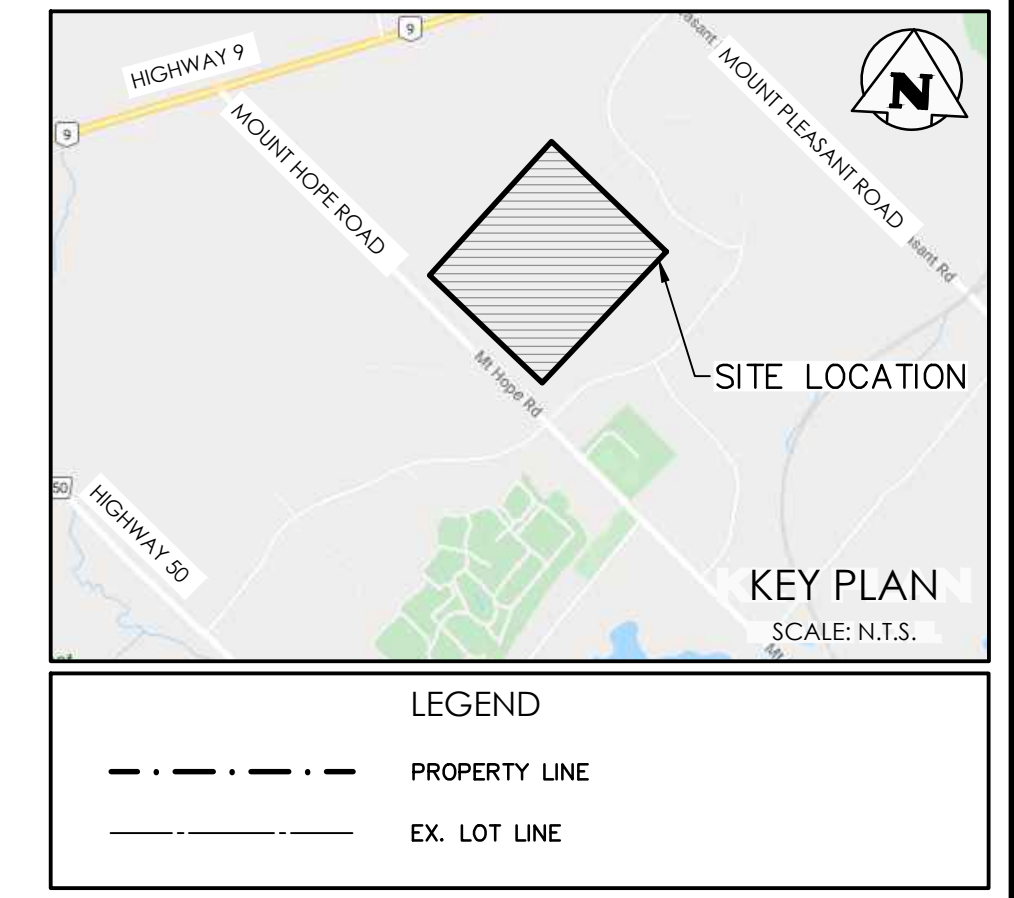 9
HIGHWAY 9
9
N
MOUNT PLEASANT ROAD
MOUNT HOPE ROAD
Mt Hope Rd
SITE LOCATION
50
HIGHWAY 50
KEY PLAN
SCALE: N.T.S.
LEGEND
PROPERTY LINE
EX. LOT LINE